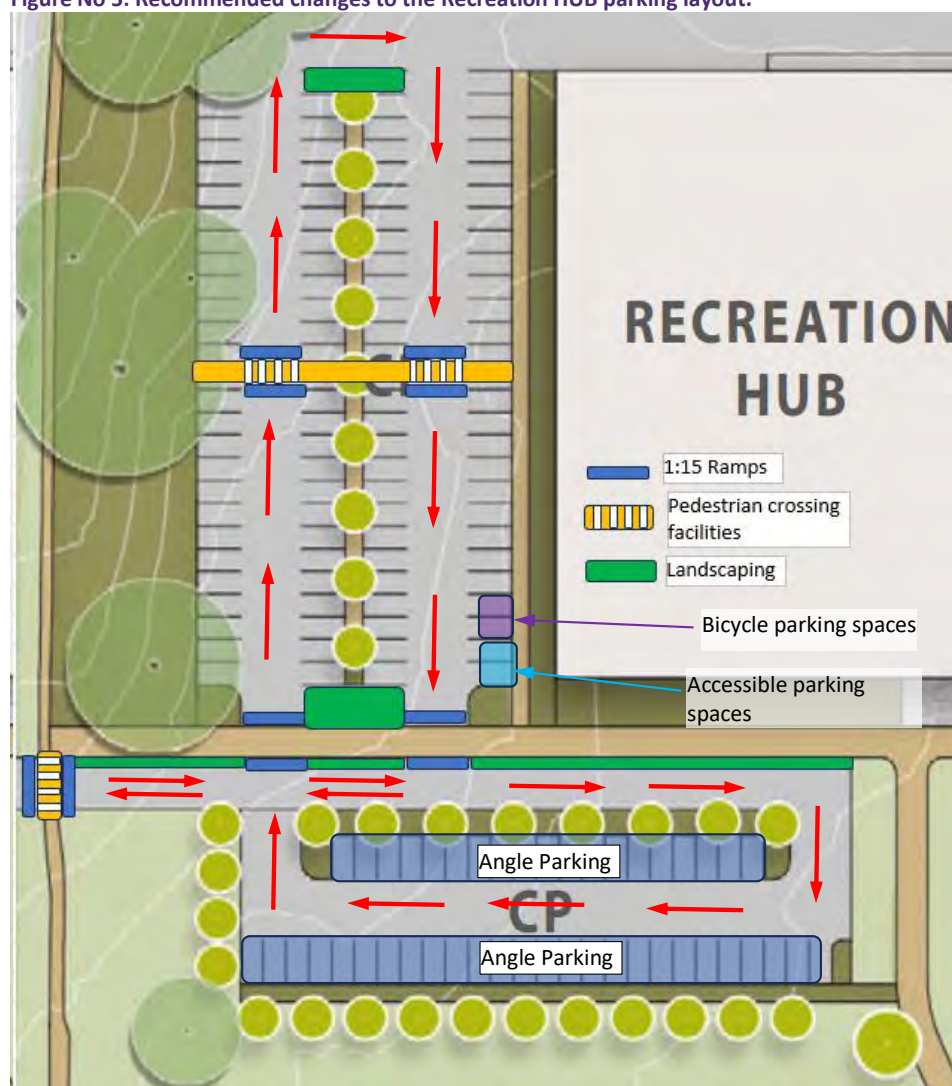 Figure No 5: Recommended changes to the Recreation HUB parking layout.
RECREATION
HUB
1:15 Ramps
Pedestrian crossing
facilities
Landscaping
Bicycle parking spaces
Accessible parking
spaces
Angle Parking
CP
Angle Parking